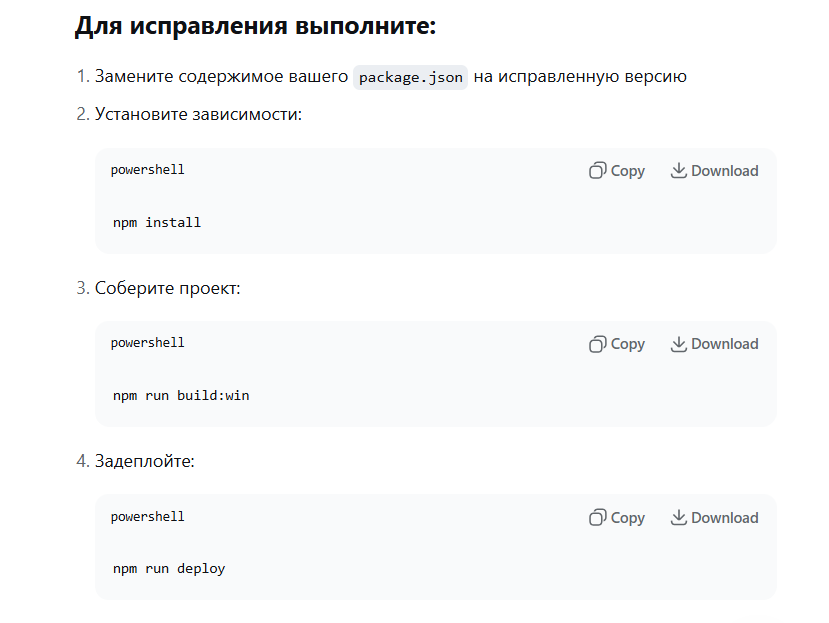 Для исправления выполните:
1. Замените содержимое вашего package.json на исправленную версию
2. Установите зависимости:
powershell Copy Download
npm install
3. Соберите проект:
powershell Copy Download
npm run build:win
4. Задеплойте:
powershell Copy Download
npm run deploy